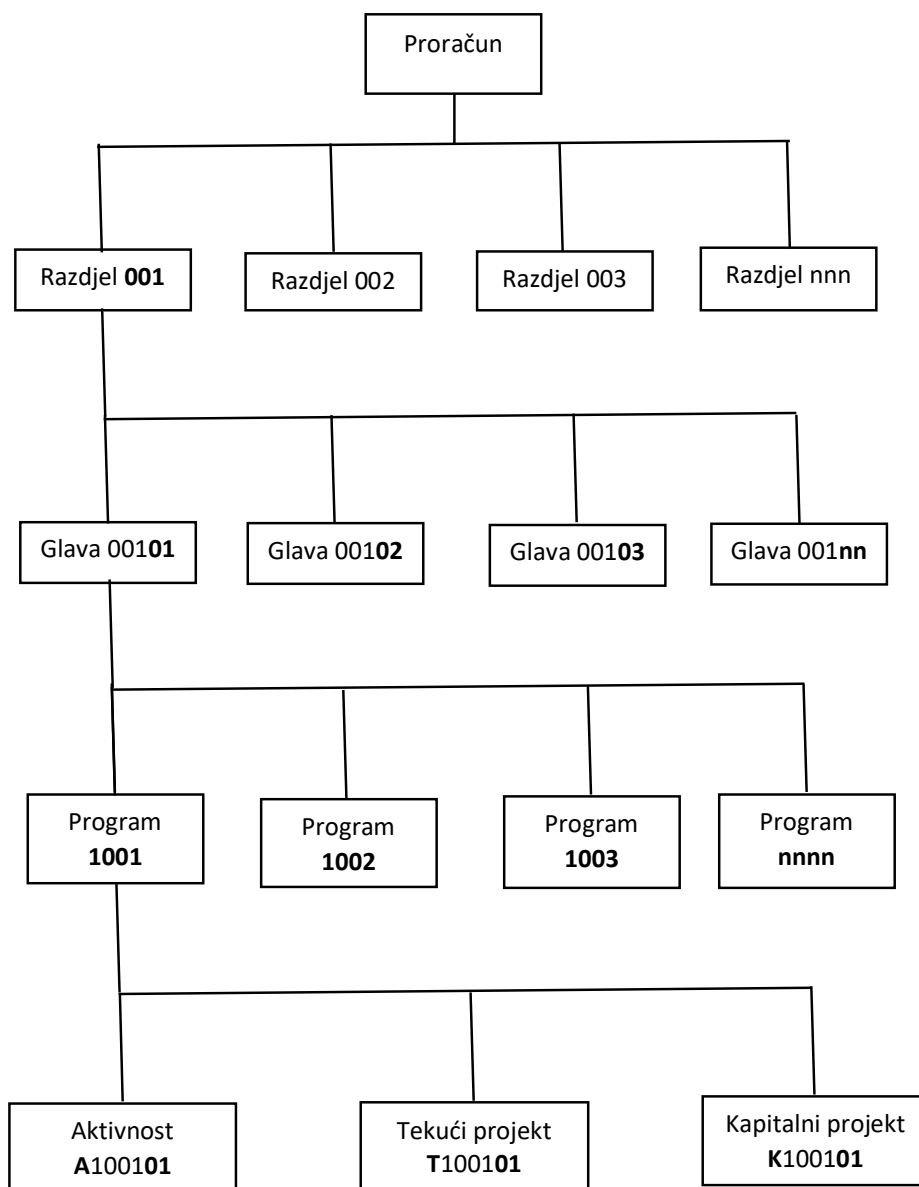 Proračun
Razdjel 001
Razdjel 002
Razdjel 003
Razdjel nnn
Glava 00101
Glava 00102
Glava 00103
Glava 001nn
Program
1001
Program
1002
Program
1003
Program
nnnn
Aktivnost
A100101
Tekući projekt
T100101
Kapitalni projekt
K100101